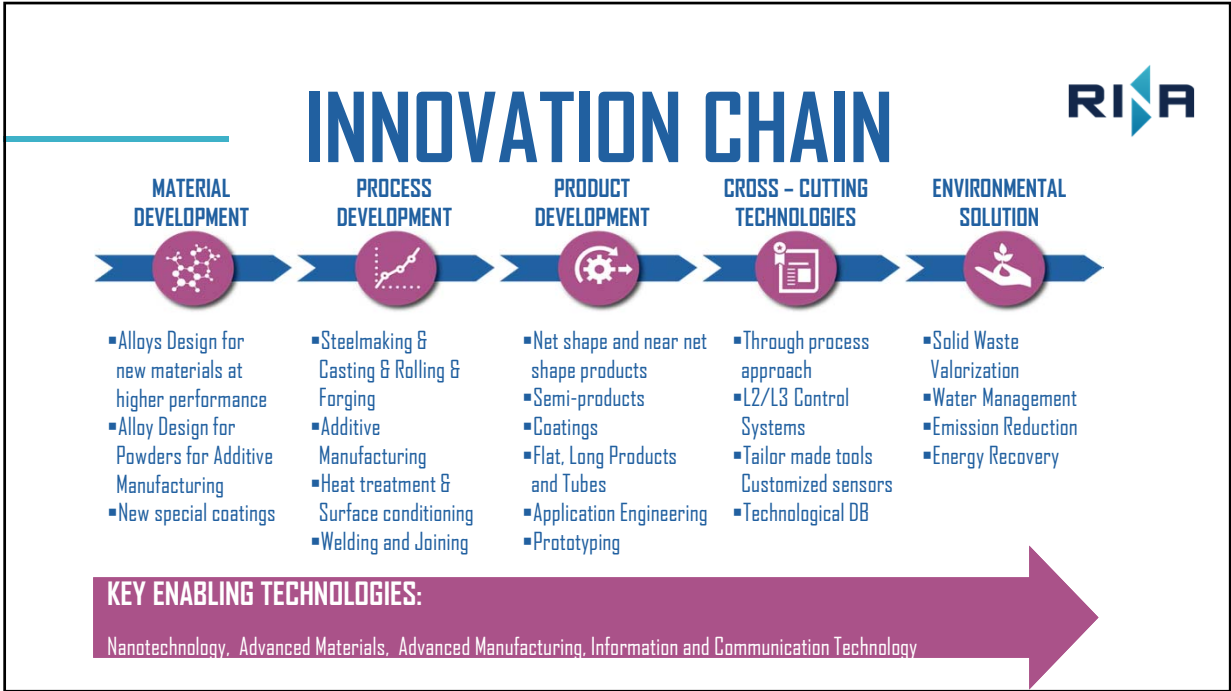 INNOVATION CHAIN
RINA
MATERIAL
DEVELOPMENT
PROCESS
DEVELOPMENT
PRODUCT
DEVELOPMENT
CROSS – CUTTING
TECHNOLOGIES
ENVIRONMENTAL
SOLUTION
▪Alloys Design for
new materials at
higher performance
▪Alloy Design for
Powders for Additive
Manufacturing
▪New special coatings
▪Steelmaking &
Casting & Rolling &
Forging
▪Additive
Manufacturing
▪Heat treatment &
Surface conditioning
▪Welding and Joining
▪Net shape and near net
shape products
▪Semi-products
▪Coatings
▪Flat, Long Products
and Tubes
▪Application Engineering
▪Prototyping
▪Through process
approach
▪L2/L3 Control
Systems
▪Tailor made tools
Customized sensors
▪Technological DB
▪Solid Waste
Valorization
▪Water Management
▪Emission Reduction
▪Energy Recovery
KEY ENABLING TECHNOLOGIES:
Nanotechnology, Advanced Materials, Advanced Manufacturing, Information and Communication Technology